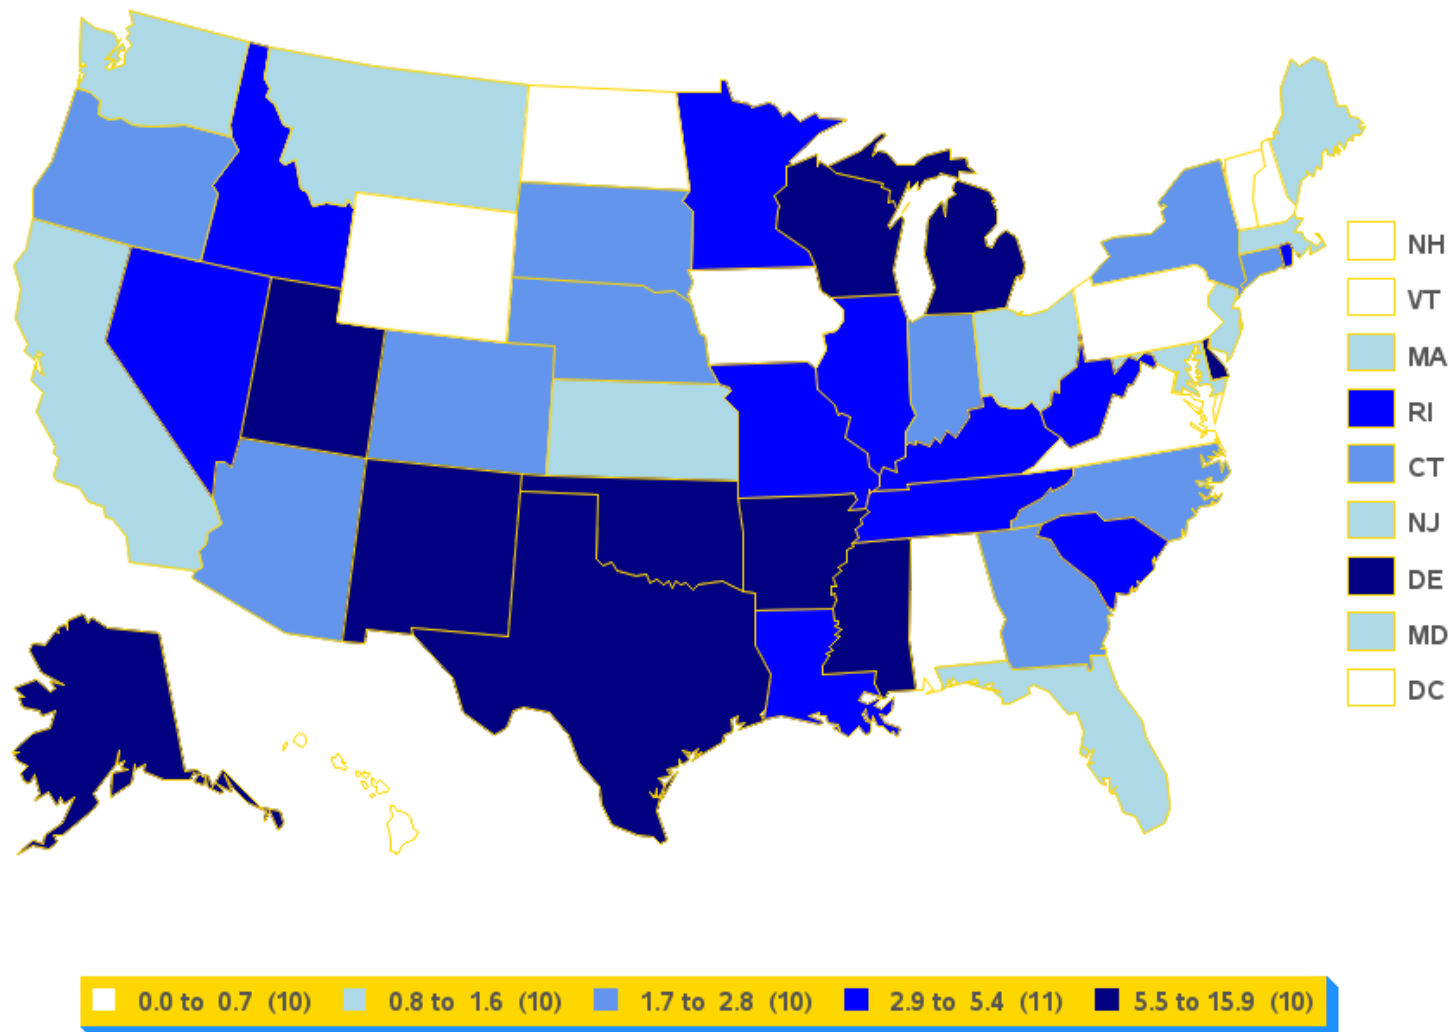 NH
VT
MA
RI
CT
NJ
DE
MD
DC
0.0 to 0.7 (10) 0.8 to 1.6 (10) 1.7 to 2.8 (10) 2.9 to 5.4 (11) 5.5 to 15.9 (10)